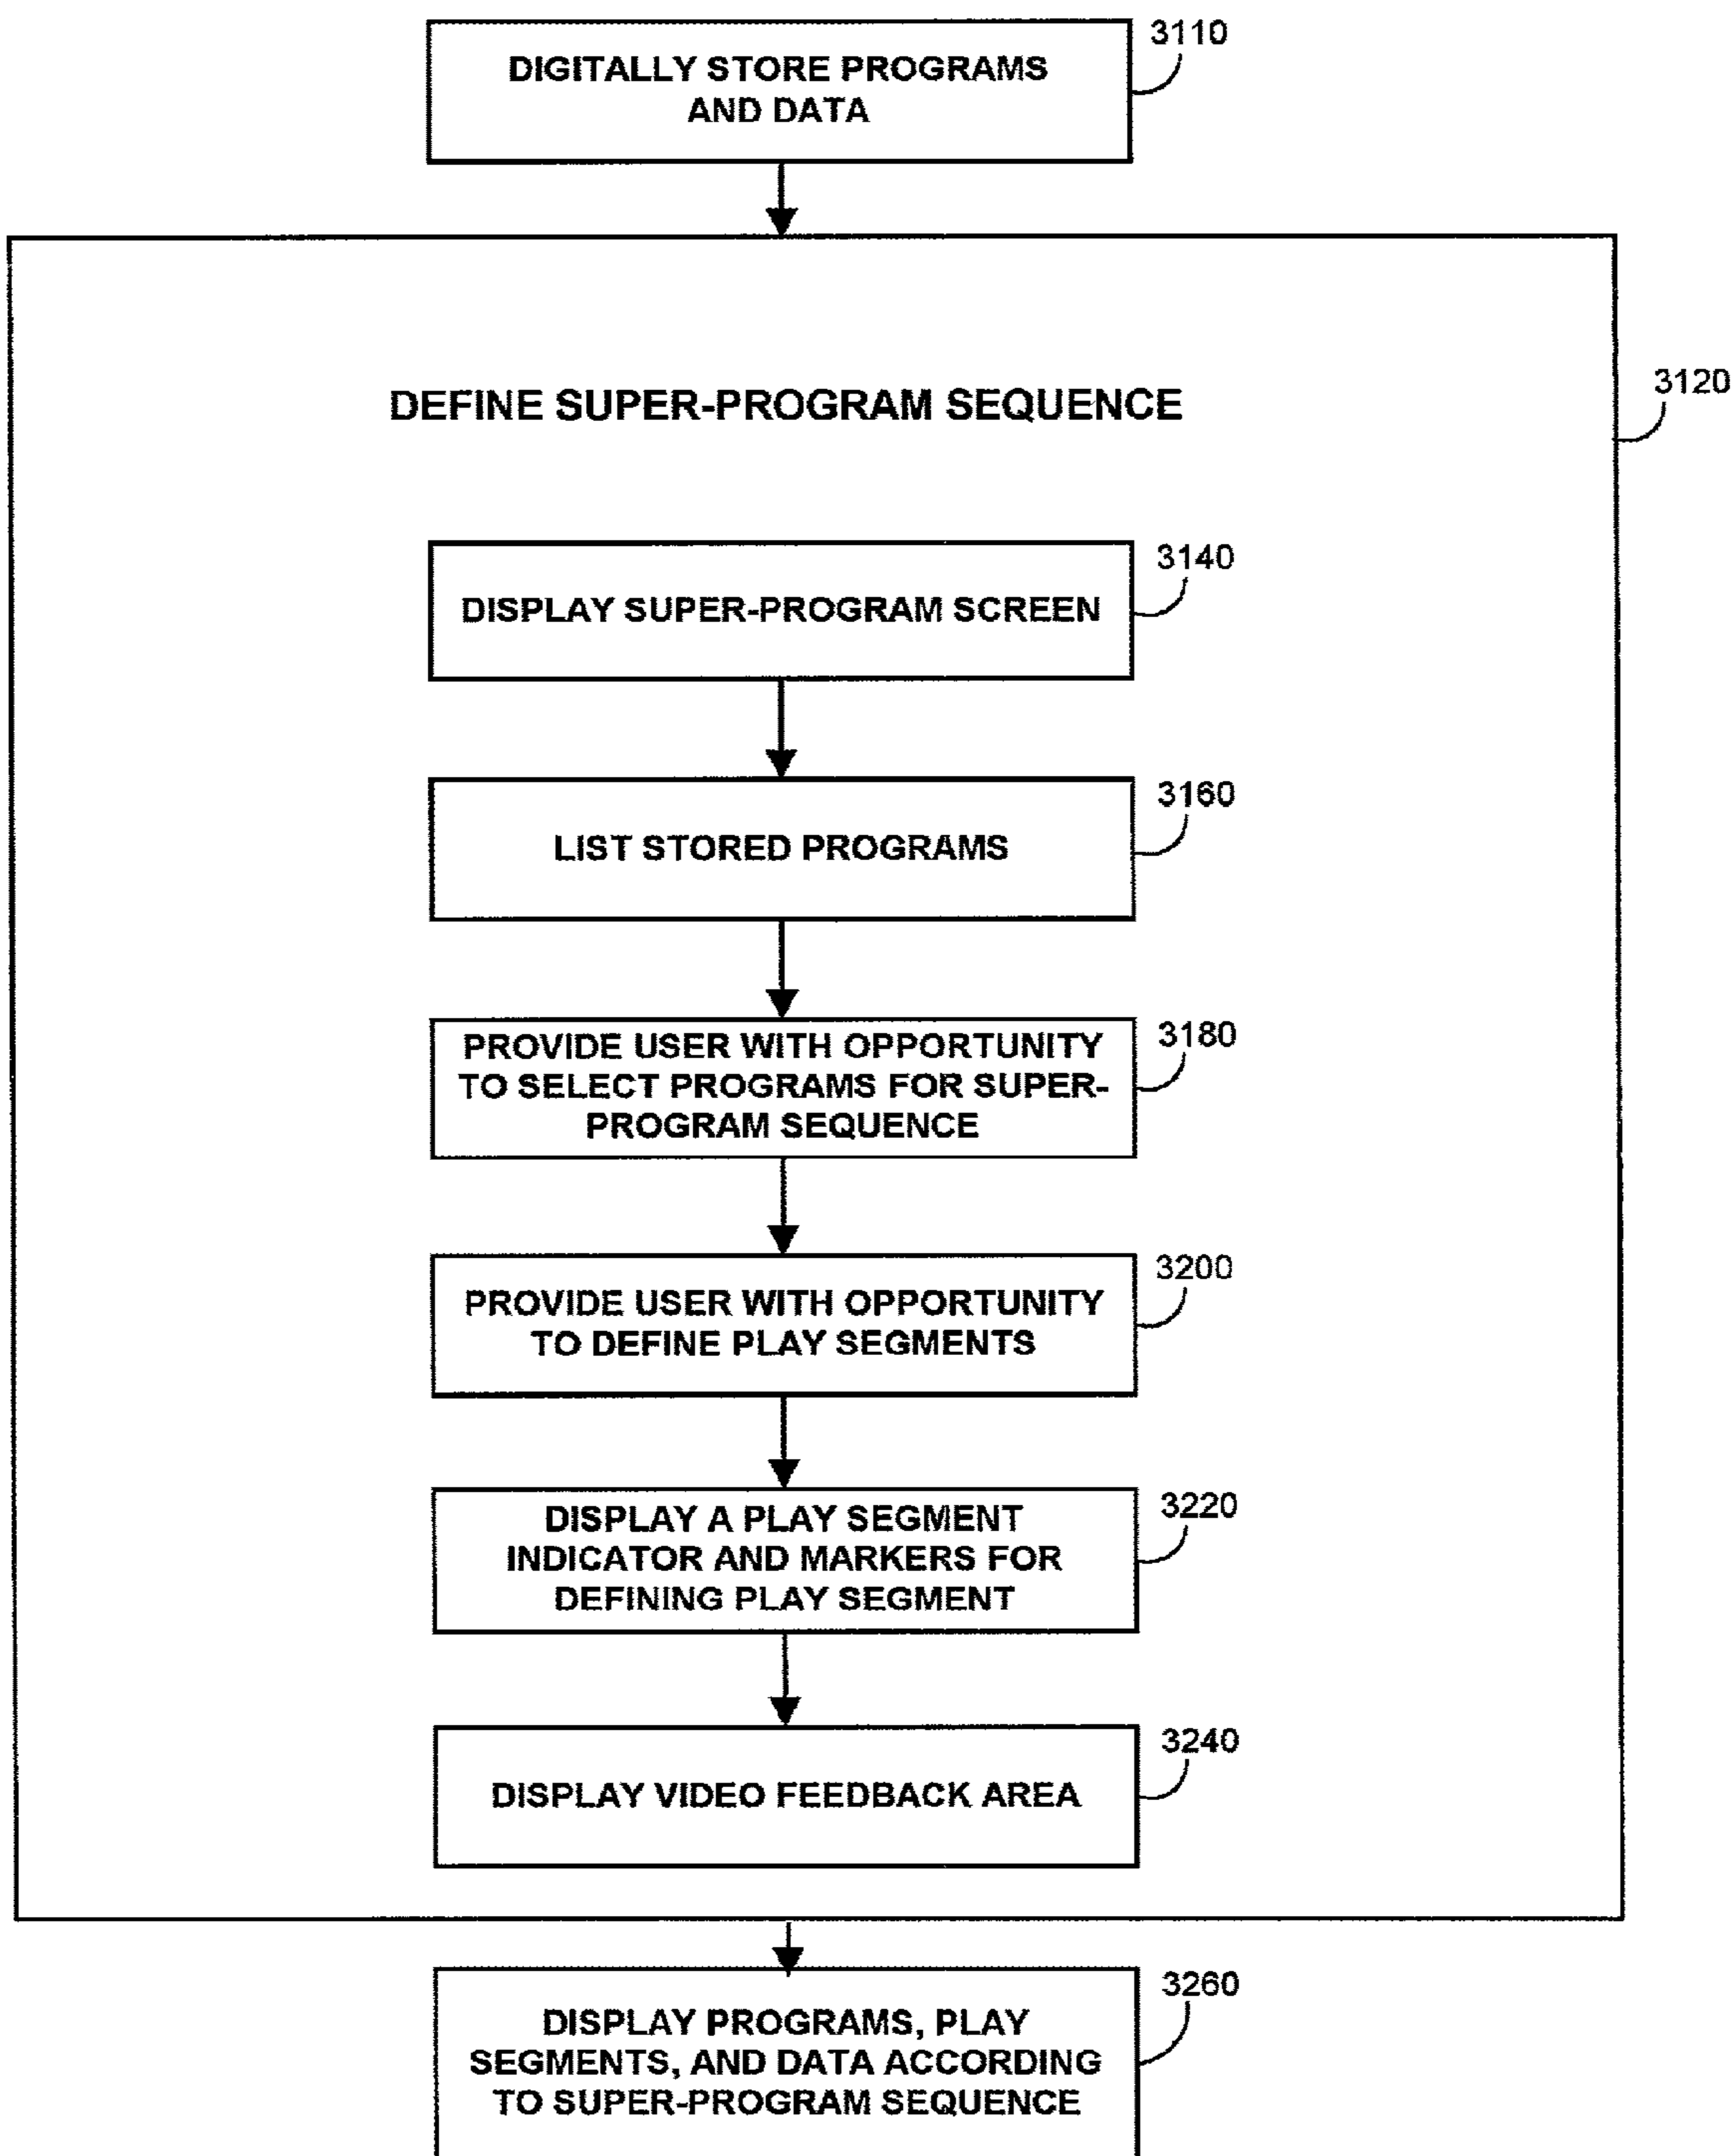 3110
DIGITALLY STORE PROGRAMS
AND DATA
3120
DEFINE SUPER-PROGRAM SEQUENCE
3140
DISPLAY SUPER-PROGRAM SCREEN
3160
LIST STORED PROGRAMS
3180
PROVIDE USER WITH OPPORTUNITY
TO SELECT PROGRAMS FOR SUPER-
PROGRAM SEQUENCE
3200
PROVIDE USER WITH OPPORTUNITY
TO DEFINE PLAY SEGMENTS
3220
DISPLAY A PLAY SEGMENT
INDICATOR AND MARKERS FOR
DEFINING PLAY SEGMENT
3240
DISPLAY VIDEO FEEDBACK AREA
3260
DISPLAY PROGRAMS, PLAY
SEGMENTS, AND DATA ACCORDING
TO SUPER-PROGRAM SEQUENCE